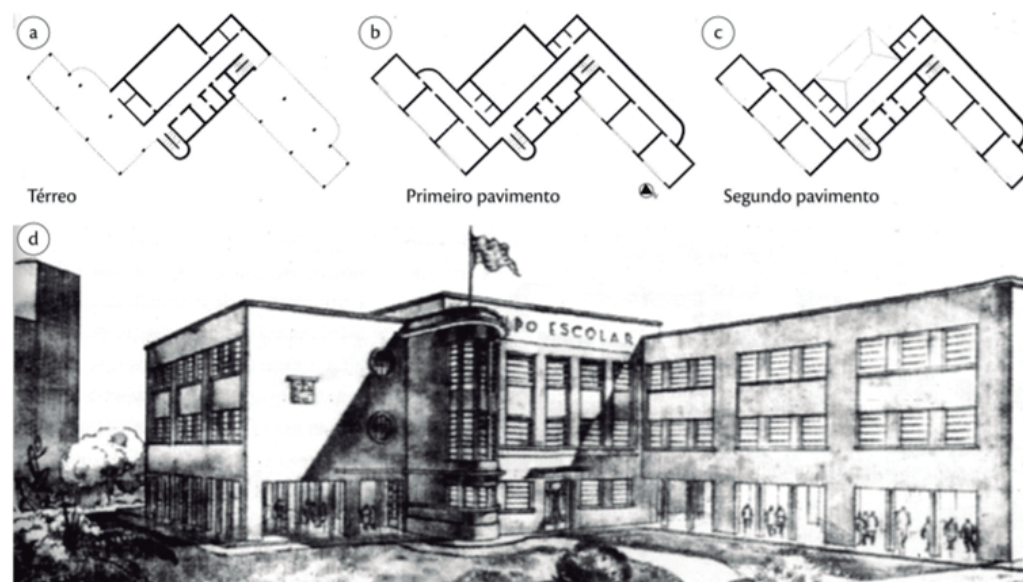 a
b
c
Térreo
Primeiro pavimento
Segundo pavimento
d
PO ESCOLAR